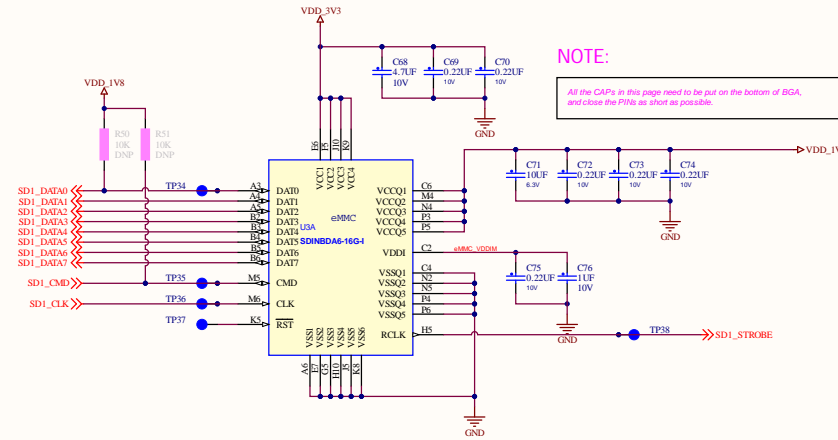 VDD_3V3
C68
4.7UF
10V
C69
0.22UF
10V
C70
0.22UF
10V
GND
NOTE:
All the CAPs in this page need to be put on the bottom of BGA,
and close the PINs as short as possible.
VDD_1V8
R50
10K
DNP
R51
10K
DNP
E6
F5
J10
K9
VCC1
VCC2
VCC3
VCC4
VDD_1V
C71
10UF
6.3V
C72
0.22UF
10V
C73
0.22UF
10V
C74
0.22UF
10V
GND
SD1_DATA0
SD1_DATA1
SD1_DATA2
SD1_DATA3
SD1_DATA4
SD1_DATA5
SD1_DATA6
SD1_DATA7
SD1_CMD
SD1_CLK
TP34
TP35
TP36
TP37
A3
A4
A5
B2
B3
B4
B5
B6
M5
M6
K5
DAT0
DAT1
DAT2
DAT3
DAT4
DAT5
DAT6
DAT7
CMD
CLK
RST
U3A
eMMC
SDINBDA6-16G-I
VCCQ1
VCCQ2
VCCQ3
VCCQ4
VCCQ5
VDDI
VSSQ1
VSSQ2
VSSQ3
VSSQ4
VSSQ5
RCLK
C6
M4
N4
P3
P5
C2
C4
N2
N5
P4
P6
H5
eMMC_VDDIM
C75
0.22UF
10V
C76
1UF
10V
GND
TP38
SD1_STROBE
VSS1
VSS2
VSS3
VSS4
VSS5
VSS6
A6
E7
G5
H10
J5
K8
GND